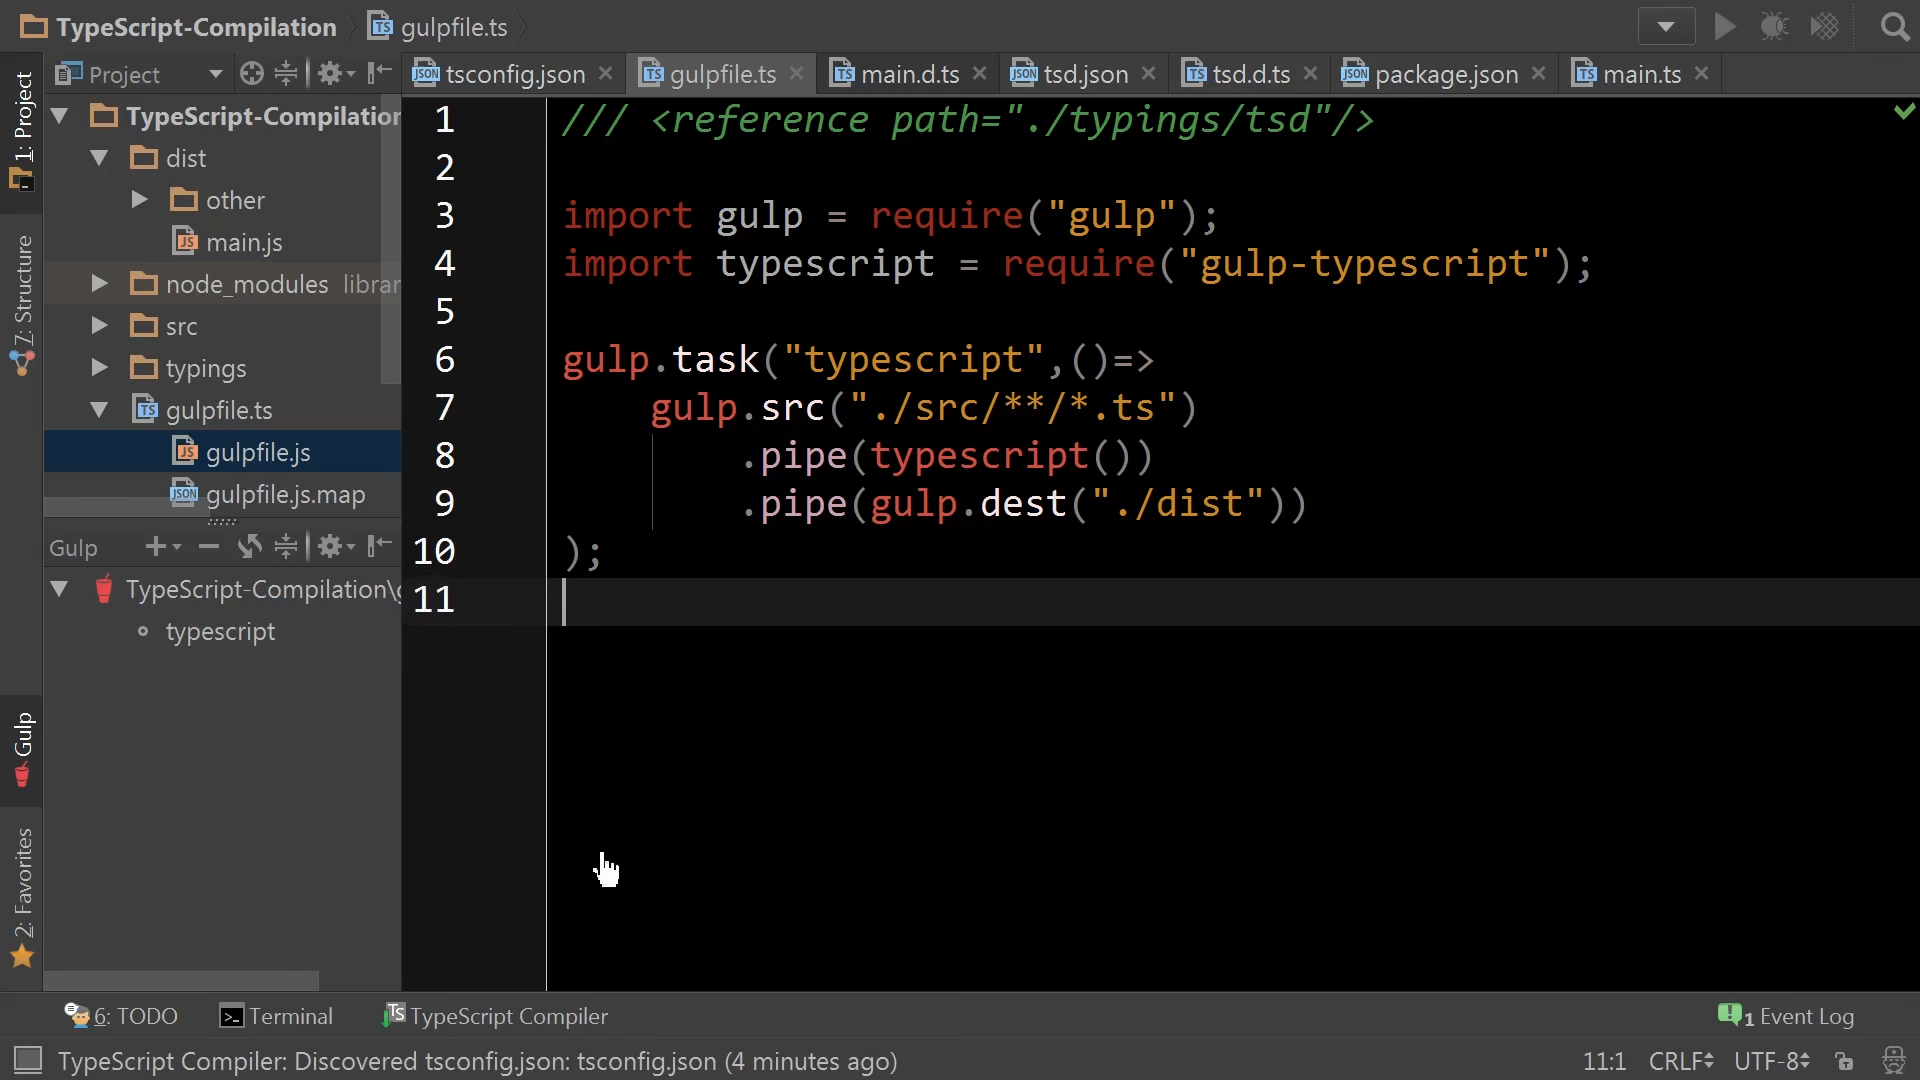 TypeScript-Compilation
gulpfile.ts
1: Project
7: Structure
Gulp
2: Favorites
Project
TypeScript-Compilation
dist
other
main.js
node_modules librar
src
typings
gulpfile.ts
gulpfile.js
gulpfile.js.map
Gulp
TypeScript-Compilation\g
typescript
tsconfig.json
gulpfile.ts
main.d.ts
tsd.json
tsd.d.ts
package.json
main.ts
1 /// <reference path="./typings/tsd"/>
2
3 import gulp = require("gulp");
4 import typescript = require("gulp-typescript");
5
6 gulp.task("typescript",()=>
7 gulp.src("./src/**/*.ts")
8 .pipe(typescript())
9 .pipe(gulp.dest("./dist"))
10 );
11
6: TODO
Terminal
TypeScript Compiler
1 Event Log
TypeScript Compiler: Discovered tsconfig.json: tsconfig.json (4 minutes ago)
11:1 CRLF UTF-8